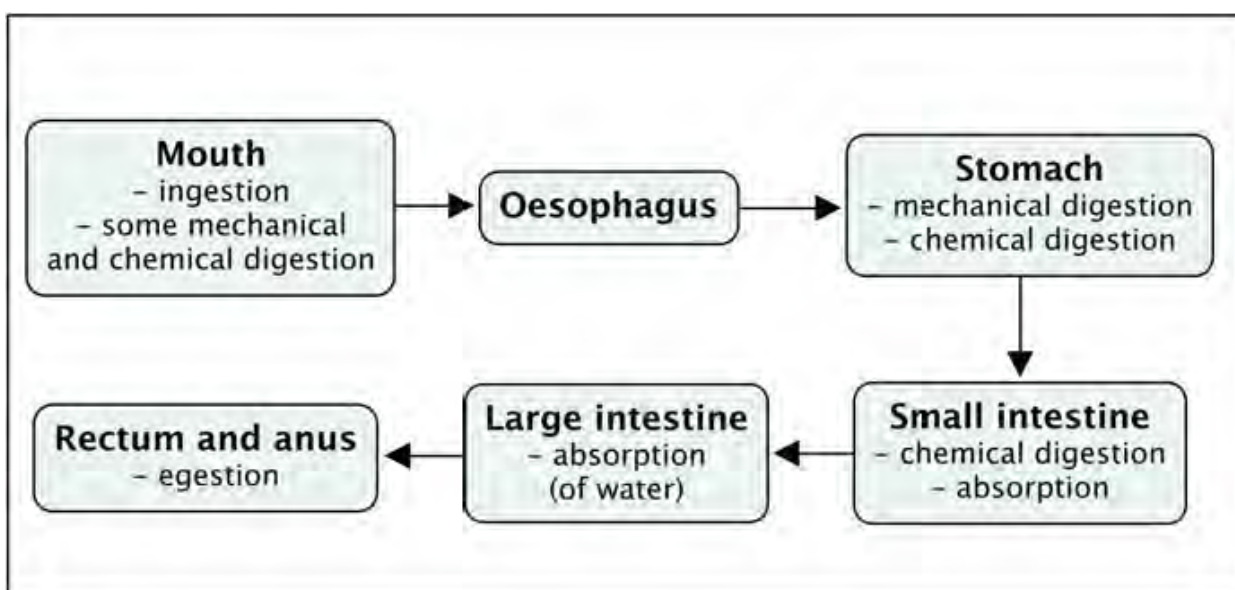 Mouth
– ingestion
– some mechanical
and chemical digestion
Oesophagus
Stomach
– mechanical digestion
– chemical digestion
Small intestine
– chemical digestion
– absorption
Large intestine
– absorption
(of water)
Rectum and anus
– egestion